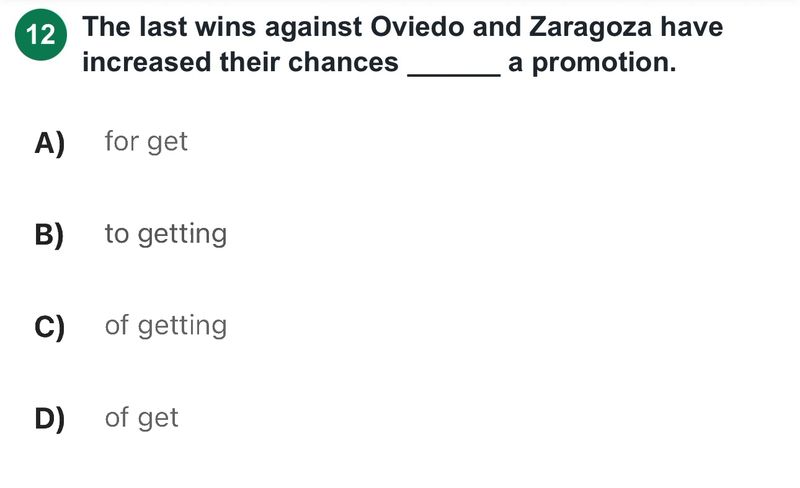 12 The last wins against Oviedo and Zaragoza have
increased their chances ______ a promotion.
A) for get
B) to getting
C) of getting
D) of get